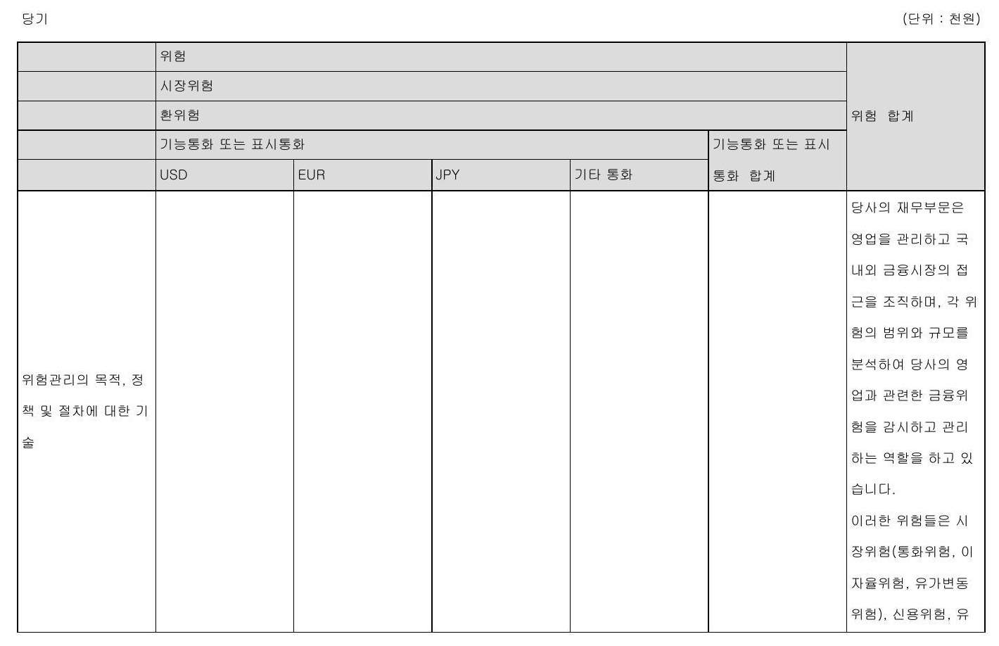 당기
(단위 : 천원)
위험
시장위험
환위험
위험 합계
기능통화 또는 표시통화
기능통화 또는 표시
통화 합계
USD
EUR
JPY
기타 통화
위험관리의 목적, 정
책 및 절차에 대한 기
술
당사의 재무부문은
영업을 관리하고 국
내외 금융시장의 접
근을 조직하며, 각 위
험의 범위와 규모를
분석하여 당사의 영
업과 관련한 금융위
험을 감시하고 관리
하는 역할을 하고 있
습니다.
이러한 위험들은 시
장위험(통화위험, 이
자율위험, 유가변동
위험), 신용위험, 유